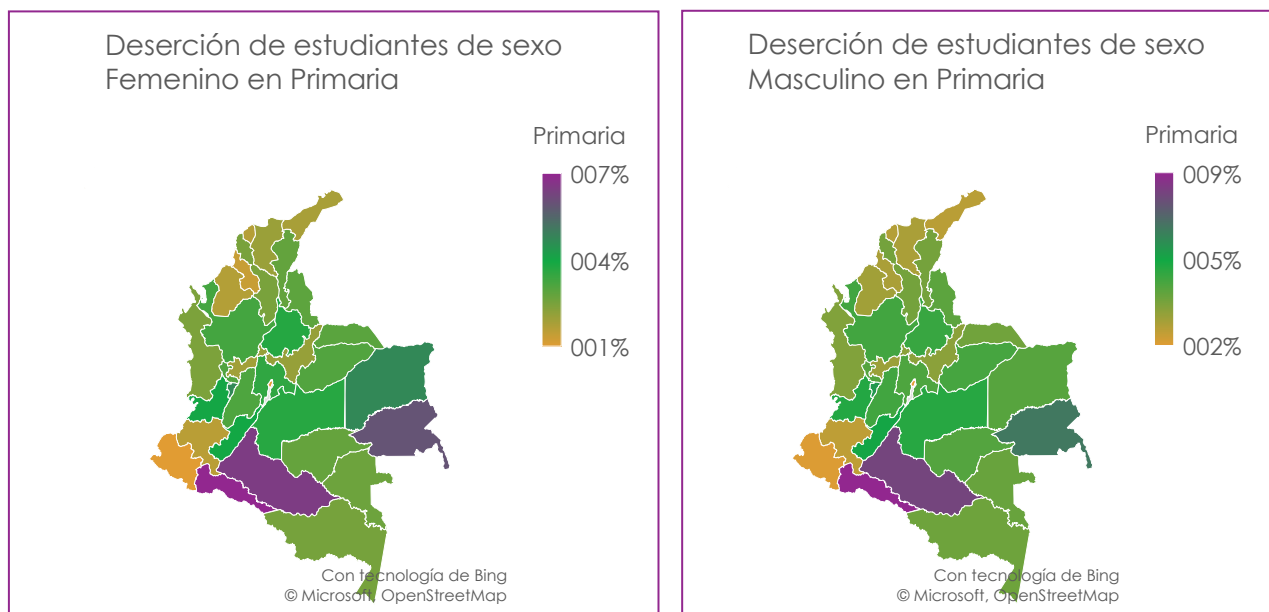 Deserción de estudiantes de sexo
Femenino en Primaria
Primaria
007%
004%
001%
Con tecnología de Bing
© Microsoft, OpenStreetMap
Deserción de estudiantes de sexo
Masculino en Primaria
Primaria
009%
005%
002%
Con tecnología de Bing
© Microsoft, OpenStreetMap